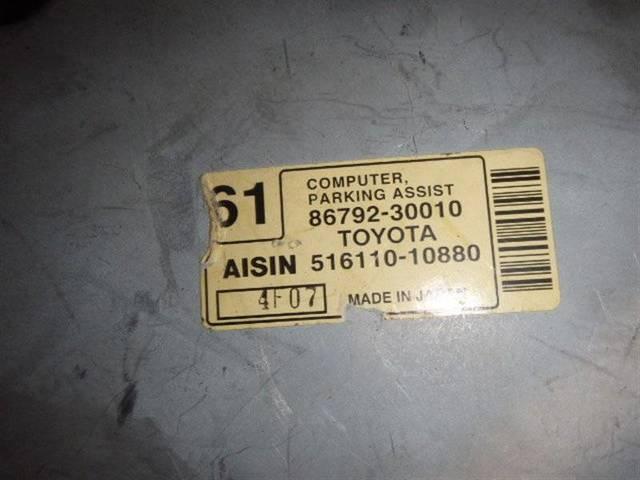 61
COMPUTER,
PARKING ASSIST
86792-30010
TOYOTA
AISIN 516110-10880
4F07
MADE IN JAPAN